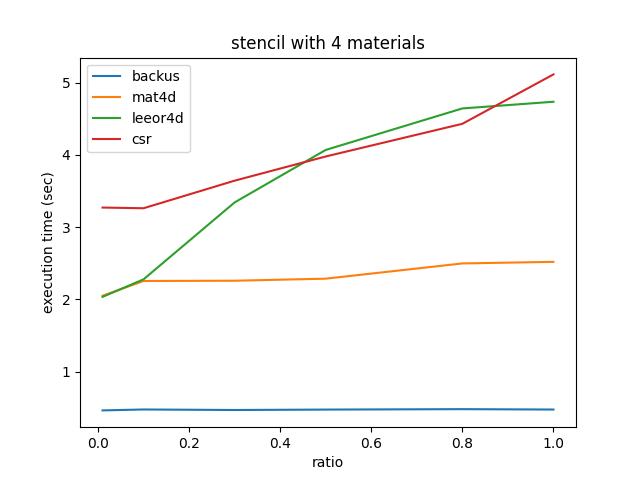 stencil with 4 materials
backus
mat4d
leeor4d
csr
execution time (sec)
5
4
3
2
1
0.0 0.2 0.4 0.6 0.8 1.0
ratio